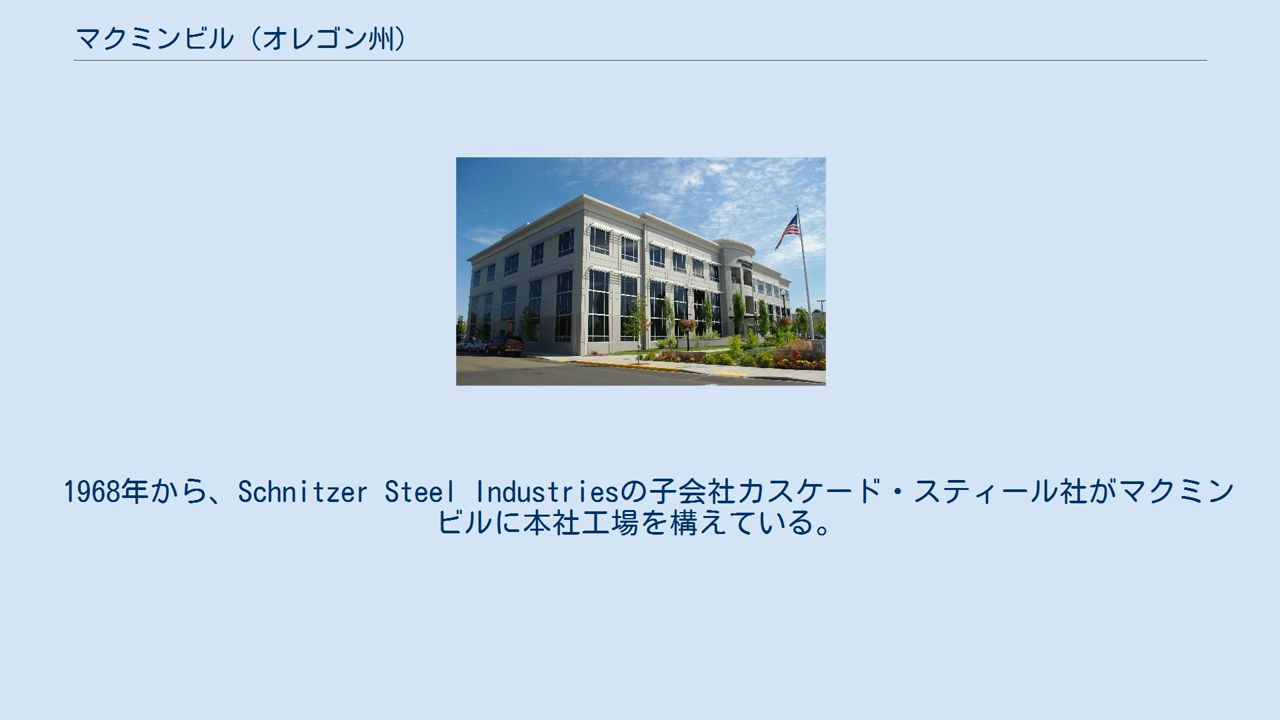 マクミンビル（オレゴン州）
1968年から、Schnitzer Steel Industriesの子会社カスケード・スティール社がマクミン
ビルに本社工場を構えている。